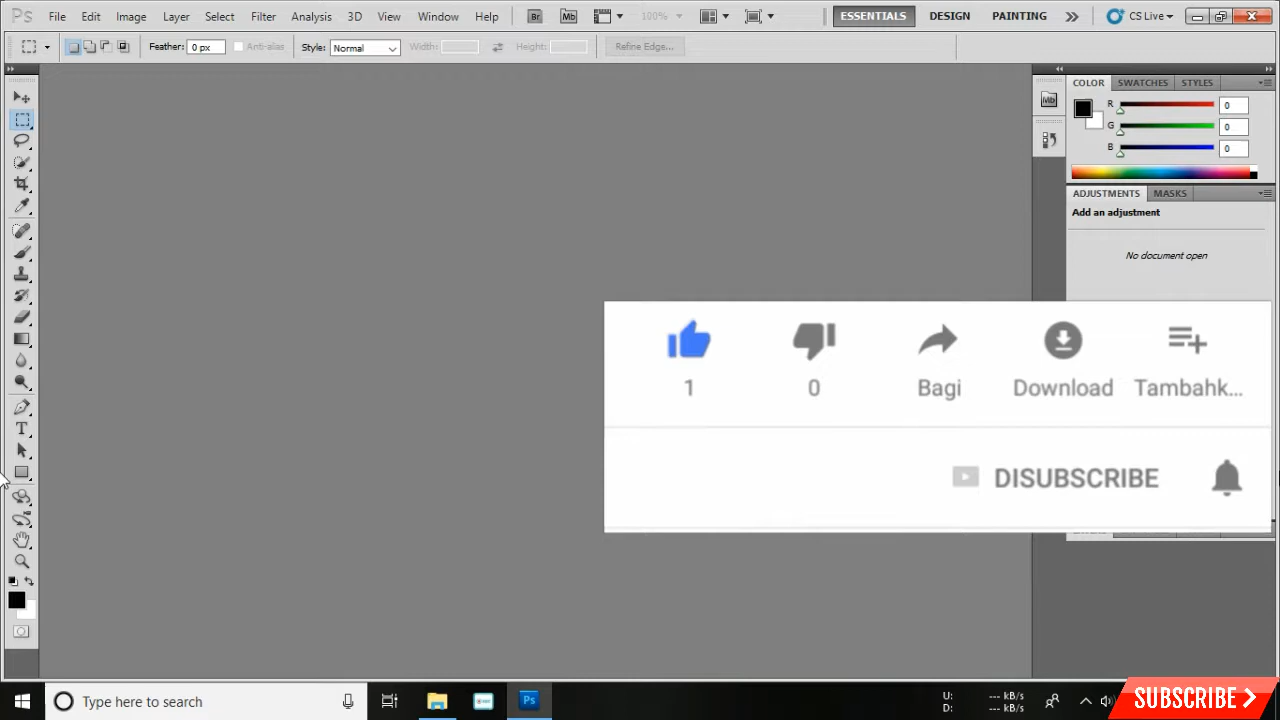 Ps File Edit Image Layer Select Filter Analysis 3D View Window Help Br Mb 100% ESSENTIALS DESIGN PAINTING CS Live
Feather: 0 px Anti-alias Style: Normal Width: Height: Refine Edge...
Mb
COLOR SWATCHES STYLES
R 0
G 0
B 0
ADJUSTMENTS MASKS
Add an adjustment
No document open
T
1 0 Bagi Download Tambahk...
DISUBSCRIBE
Type here to search Ps
U: --- kB/s
D: --- kB/s
SUBSCRIBE